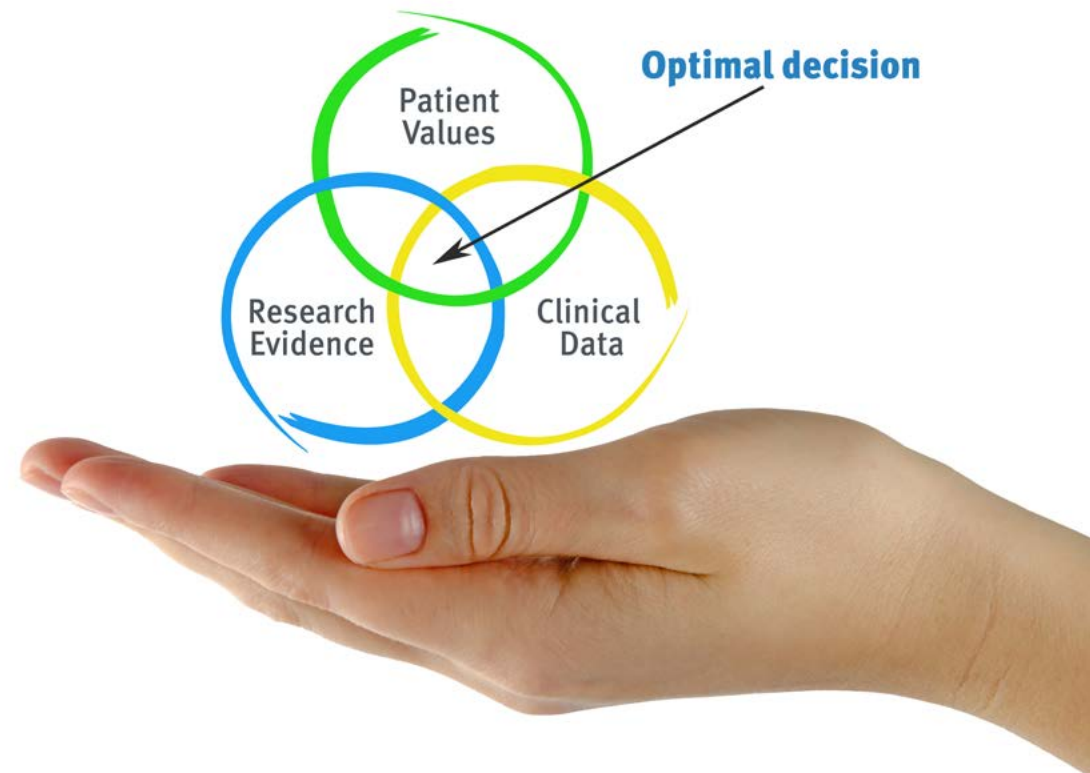 Optimal decision
Patient
Values
Research
Evidence
Clinical
Data